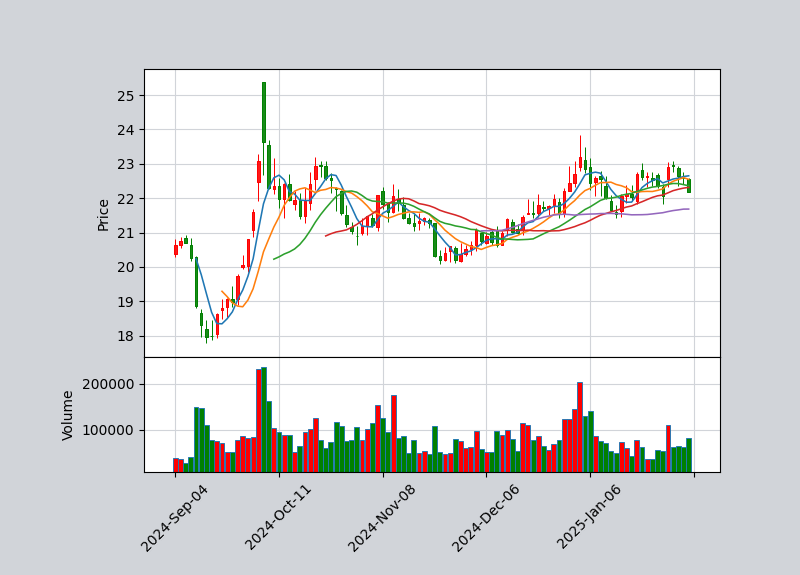 25
24
23
22
21
20
19
18
Price
200000
100000
Volume
2024-Sep-04
2024-Oct-11
2024-Nov-08
2024-Dec-06
2025-Jan-06